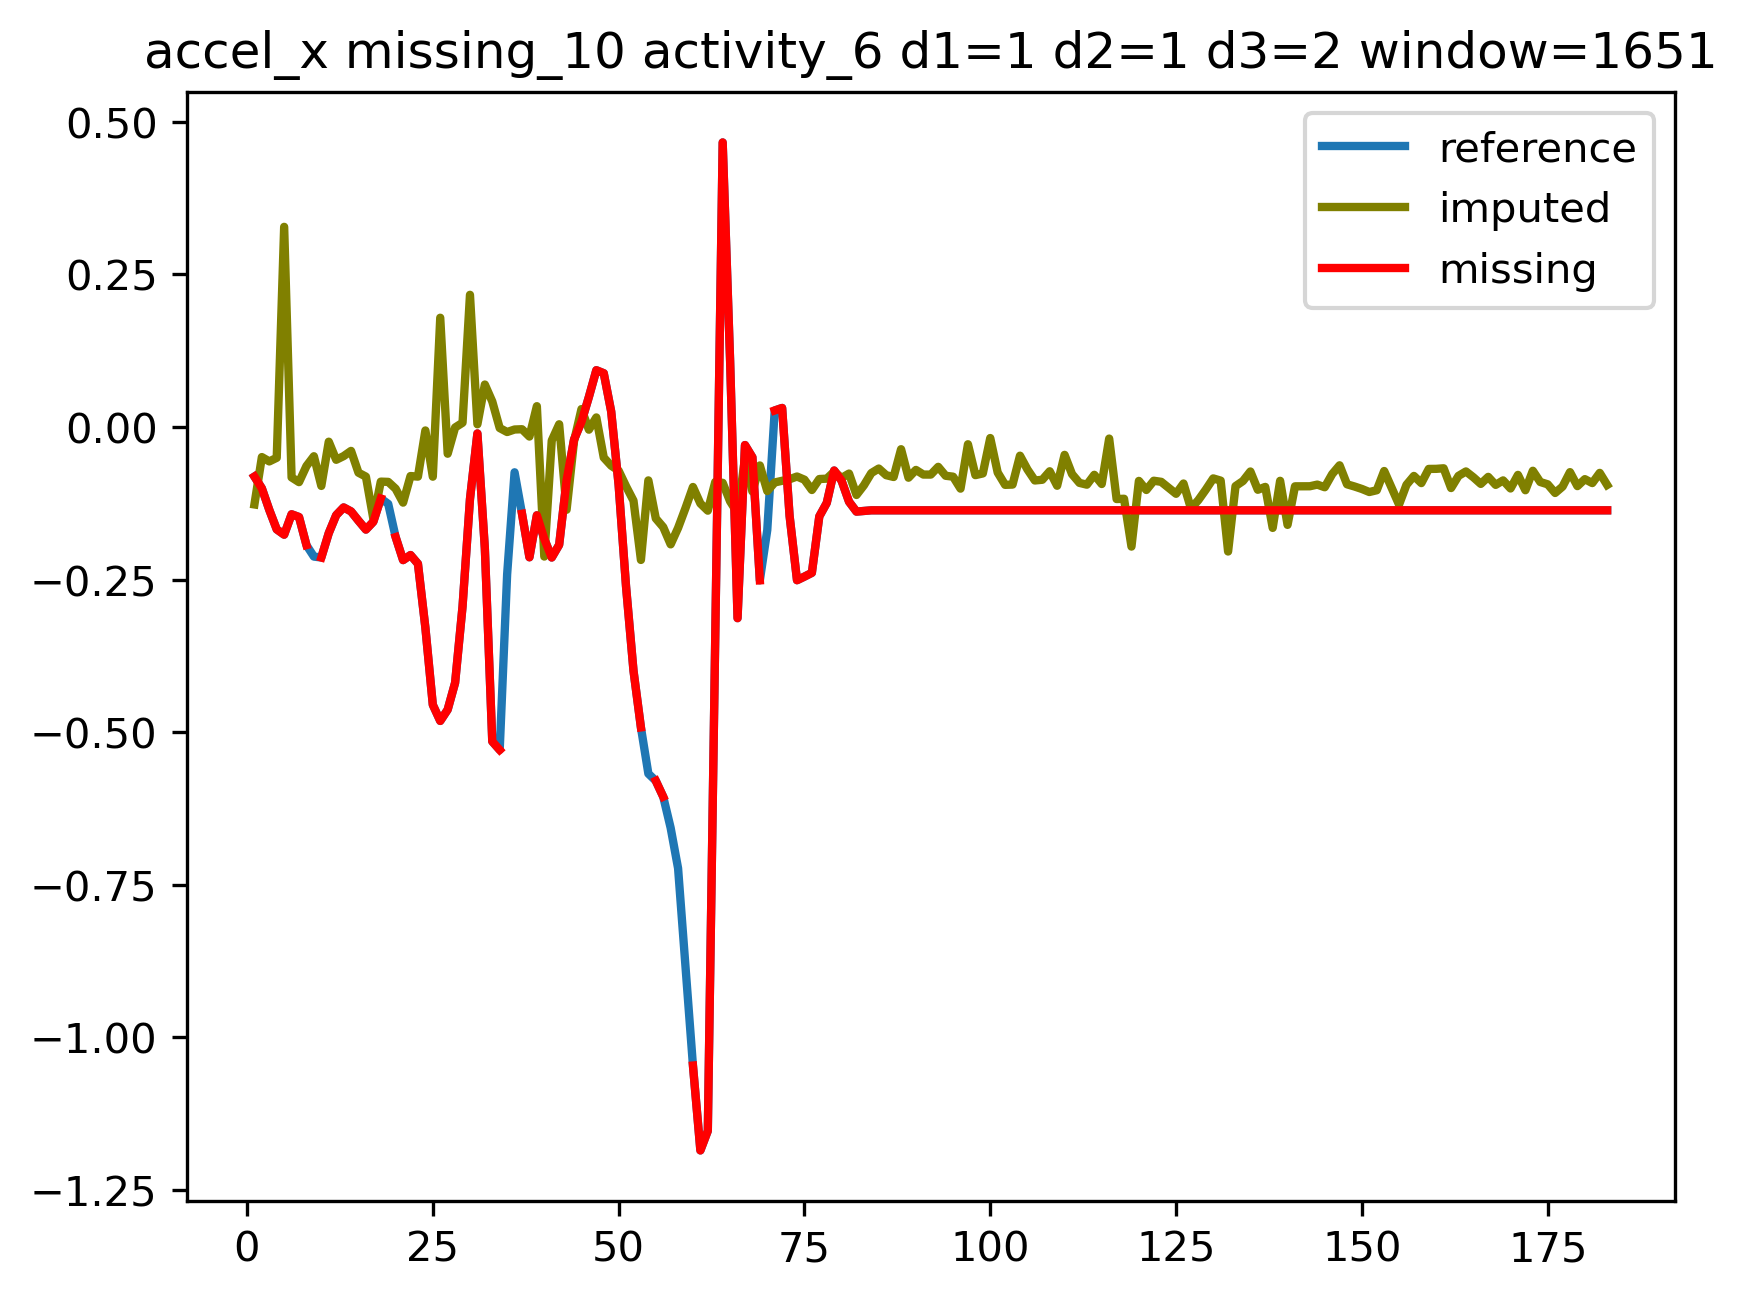 accel_x missing_10 activity_6 d1=1 d2=1 d3=2 window=1651
reference
imputed
missing
0.50
0.25
0.00
−0.25
−0.50
−0.75
−1.00
−1.25
0 25 50 75 100 125 150 175